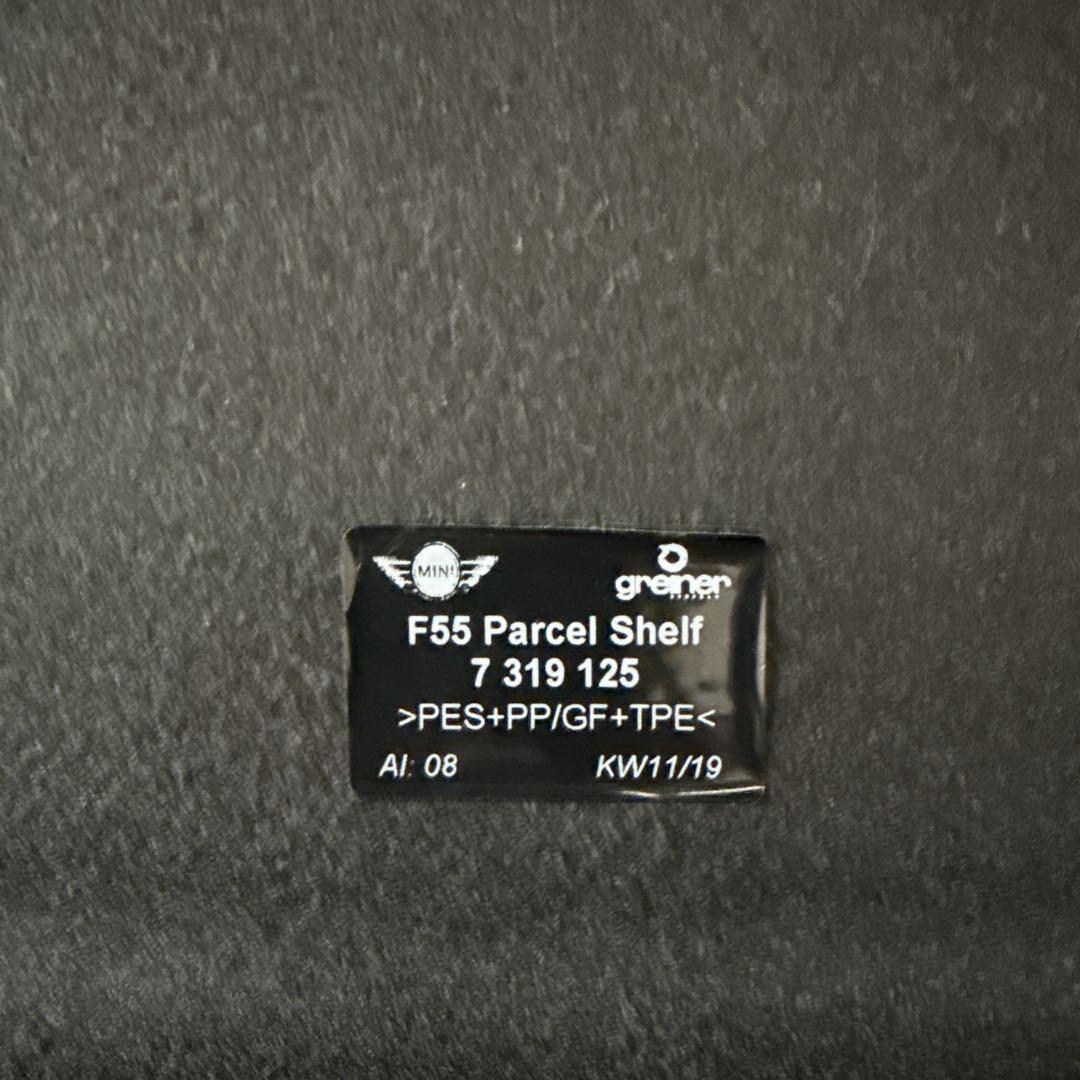 MINI
greiner
F55 Parcel Shelf
7 319 125
>PES+PP/GF+TPE<
AI: 08
KW11/19